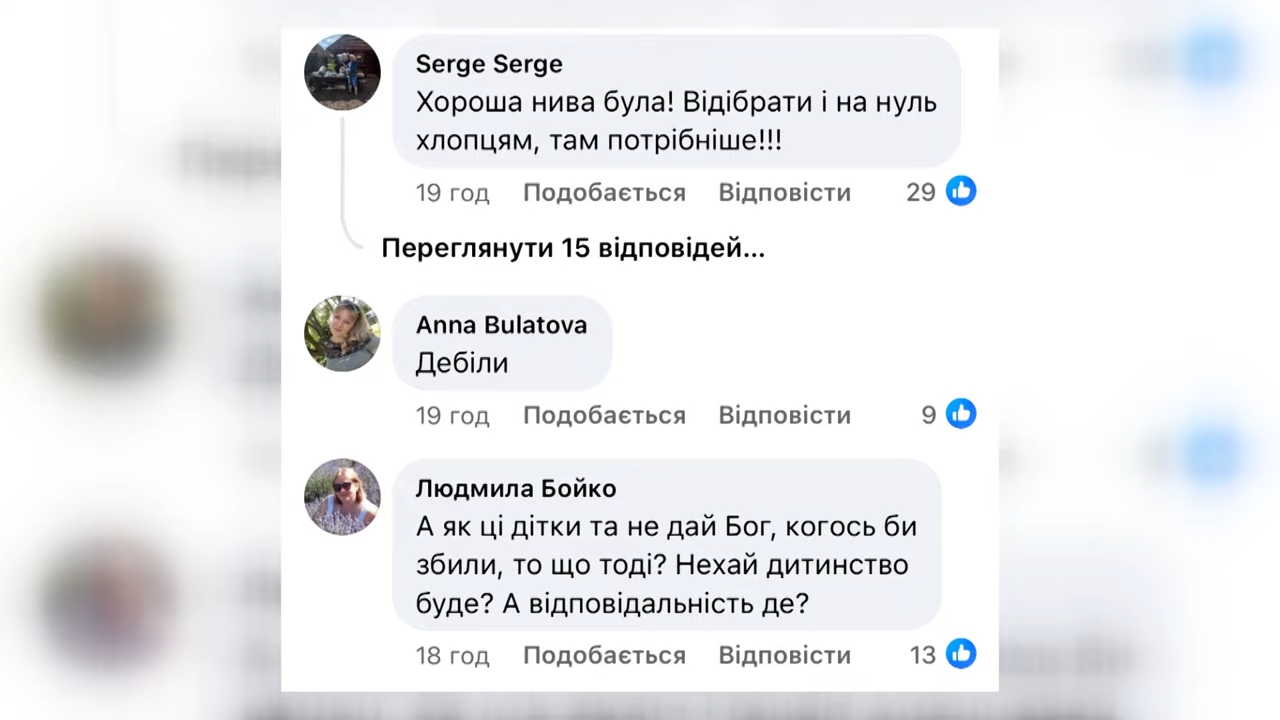 Serge Serge
Хороша нива була! Відібрати і на нуль
хлопцям, там потрібніше!!!
19 год Подобається Відповісти 29
Переглянути 15 відповідей...
Anna Bulatova
Дебіли
19 год Подобається Відповісти 9
Людмила Бойко
А як ці дітки та не дай Бог, когось би
збили, то що тоді? Нехай дитинство
буде? А відповідальність де?
18 год Подобається Відповісти 13